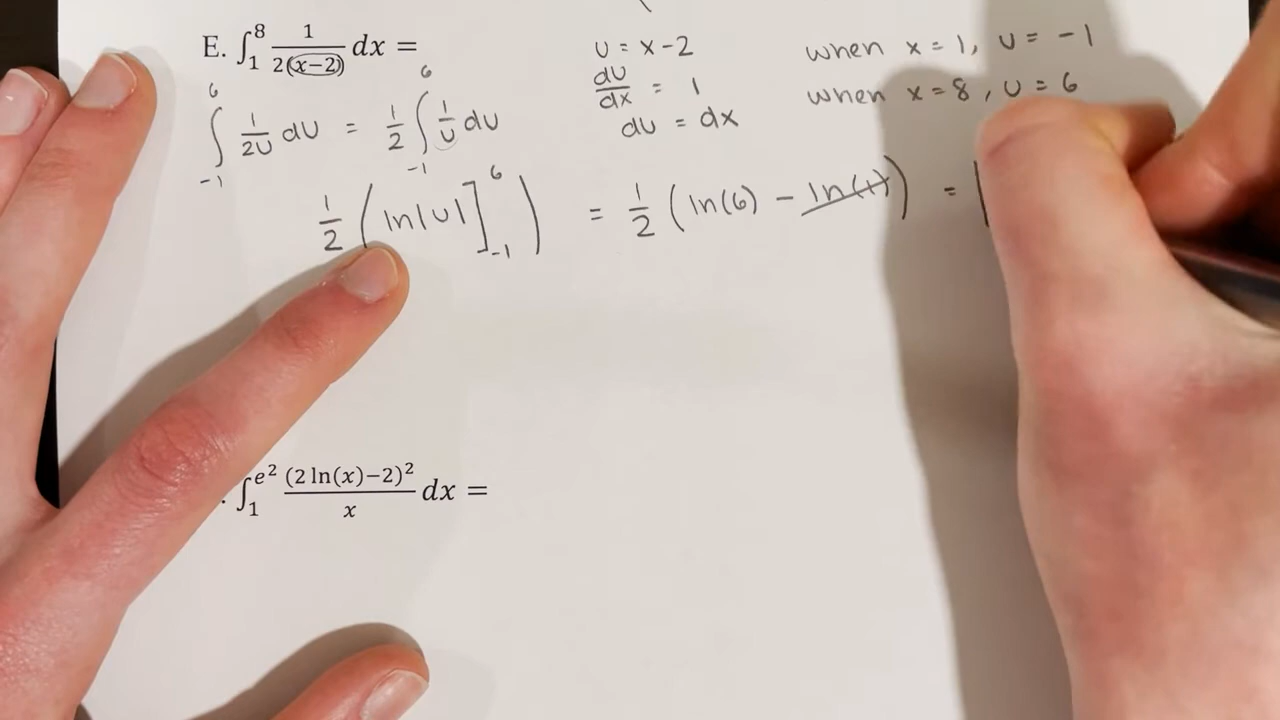 E. ∫₁⁸ 1/(2(x−2)) dx =
u = x-2
when x = 1, u = -1
du/dx = 1
when x = 8, u = 6
∫₋₁⁶ 1/(2u) du = 1/2 ∫₋₁⁶ 1/u du
du = dx
1/2 (ln|u|]₋₁⁶) = 1/2 (ln(6) - ln(1)) =
∫₁^(e²) (2 ln(x)−2)²/x dx =